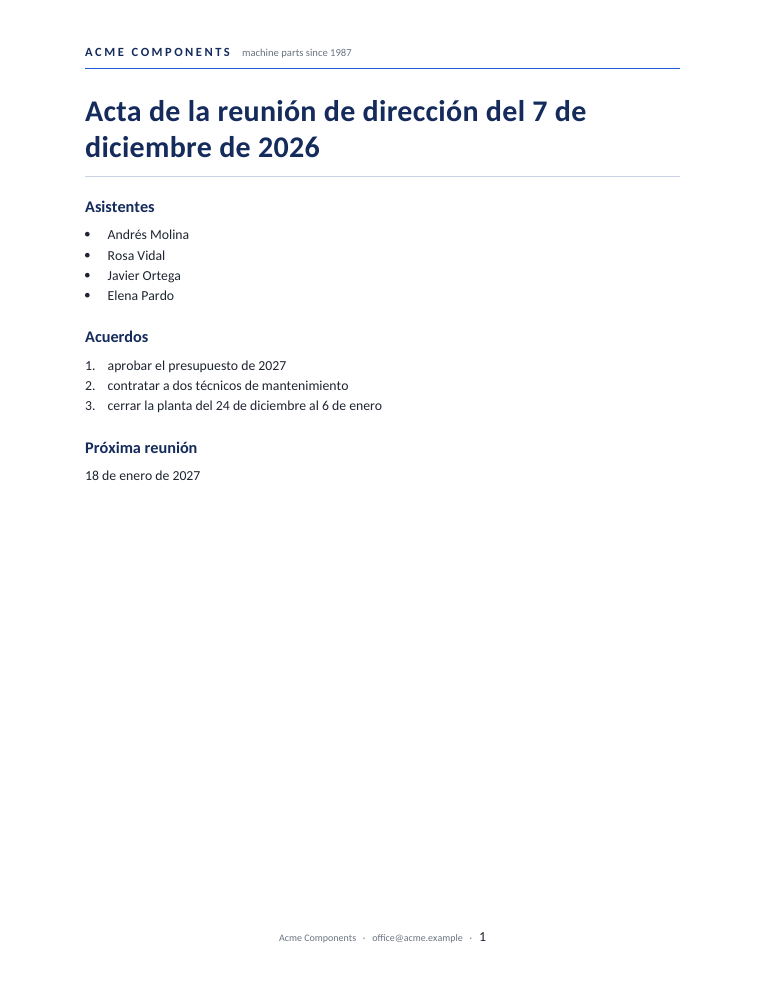 ACME COMPONENTS machine parts since 1987
Acta de la reunión de dirección del 7 de
diciembre de 2026
Asistentes
• Andrés Molina
• Rosa Vidal
• Javier Ortega
• Elena Pardo
Acuerdos
1. aprobar el presupuesto de 2027
2. contratar a dos técnicos de mantenimiento
3. cerrar la planta del 24 de diciembre al 6 de enero
Próxima reunión
18 de enero de 2027
Acme Components · office@acme.example · 1